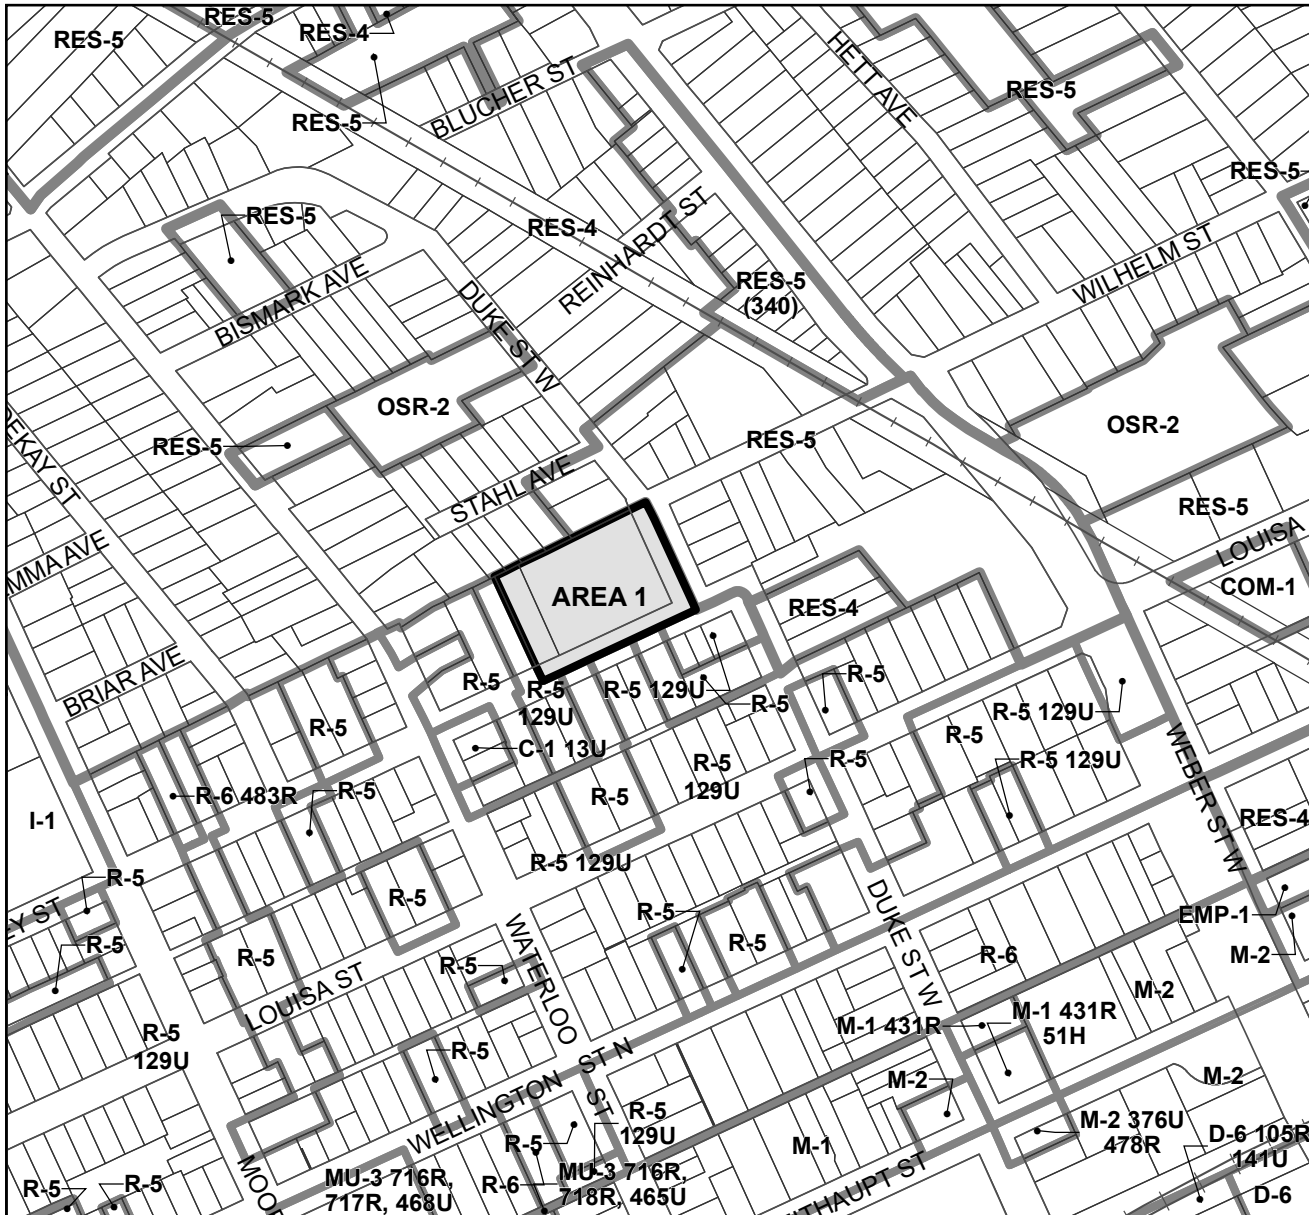 RES-5
RES-5
RES-4
HETT AVE
RES-5
BLUCHER ST
RES-5
RES-5
RES-5
RES-4
REINHARDT ST
WILHELM ST
RES-5
(340)
BISMARK AVE
DUKE ST W
OSR-2
OSR-2
RES-5
RES-5
DEKAY ST
STAHL AVE
RES-5
LOUISA
COM-1
AREA 1
RES-4
BRIAR AVE
R-5
R-5
129U
R-5 129U
R-5
R-5
R-5 129U
R-5
R-5
C-1 13U
R-5
129U
R-5
R-5 129U
WEBER ST W
R-6 483R
R-5
R-5
I-1
RES-4
R-5 129U
R-5
R-5
DUKE ST W
EMP-1
R-5
R-5
R-5
R-5
WATERLOO
ST
R-6
M-2
R-5
M-2
LOUISA ST
M-1 431R
M-1 431R
51H
R-5
129U
R-5
WELLINGTON ST N
M-2
M-2
R-5
129U
M-2 376U
478R
R-5
M-1
D-6 105R
141U
MU-3 716R,
717R, 468U
R-6
MU-3 716R,
718R, 465U
R-5
R-5
D-6